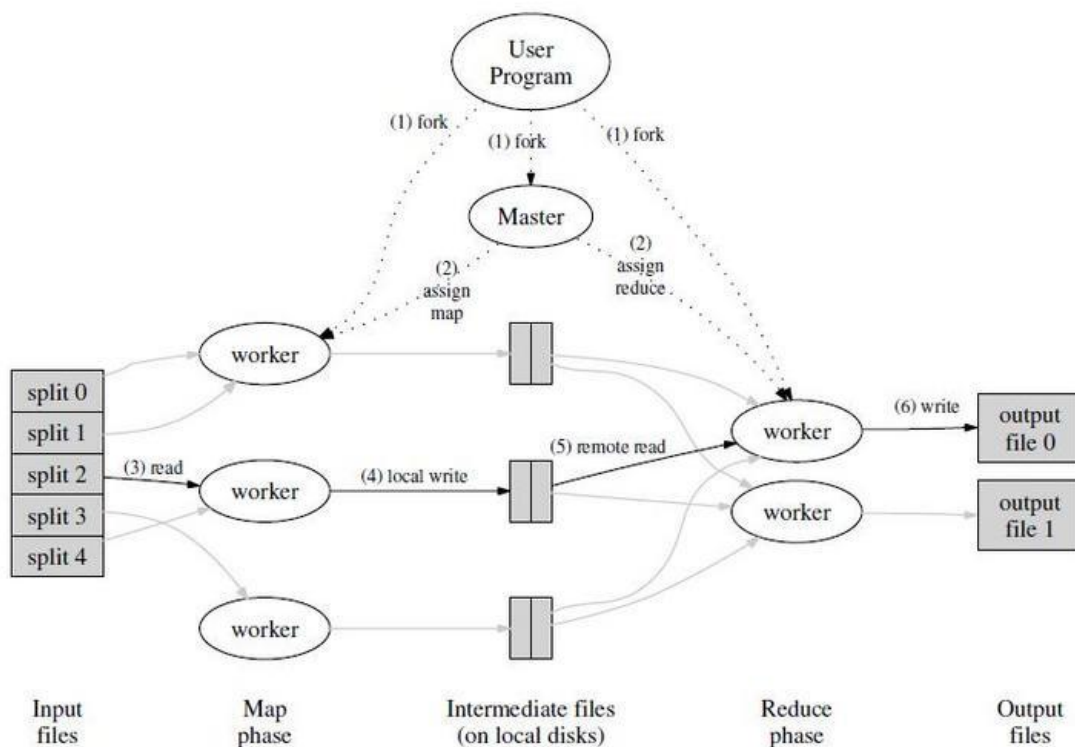 User
Program
(1) fork
(1) fork
(1) fork
Master
(2)
assign
map
(2)
assign
reduce
worker
split 0
split 1
split 2
split 3
split 4
(3) read
worker
(4) local write
(5) remote read
worker
(6) write
output
file 0
worker
output
file 1
worker
Input
files
Map
phase
Intermediate files
(on local disks)
Reduce
phase
Output
files